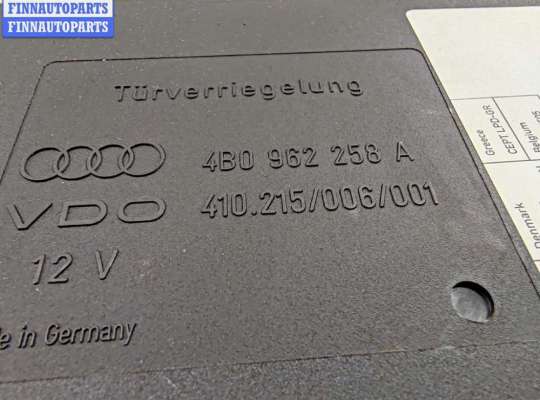 FINNAUTOPARTS
FINNAUTOPARTS
Türverriegelung
4B0 962 258 A
VDO 410.215/006/001
12 V
in Germany
Greece
CEPT LPD-GR
Belgium
Denmark